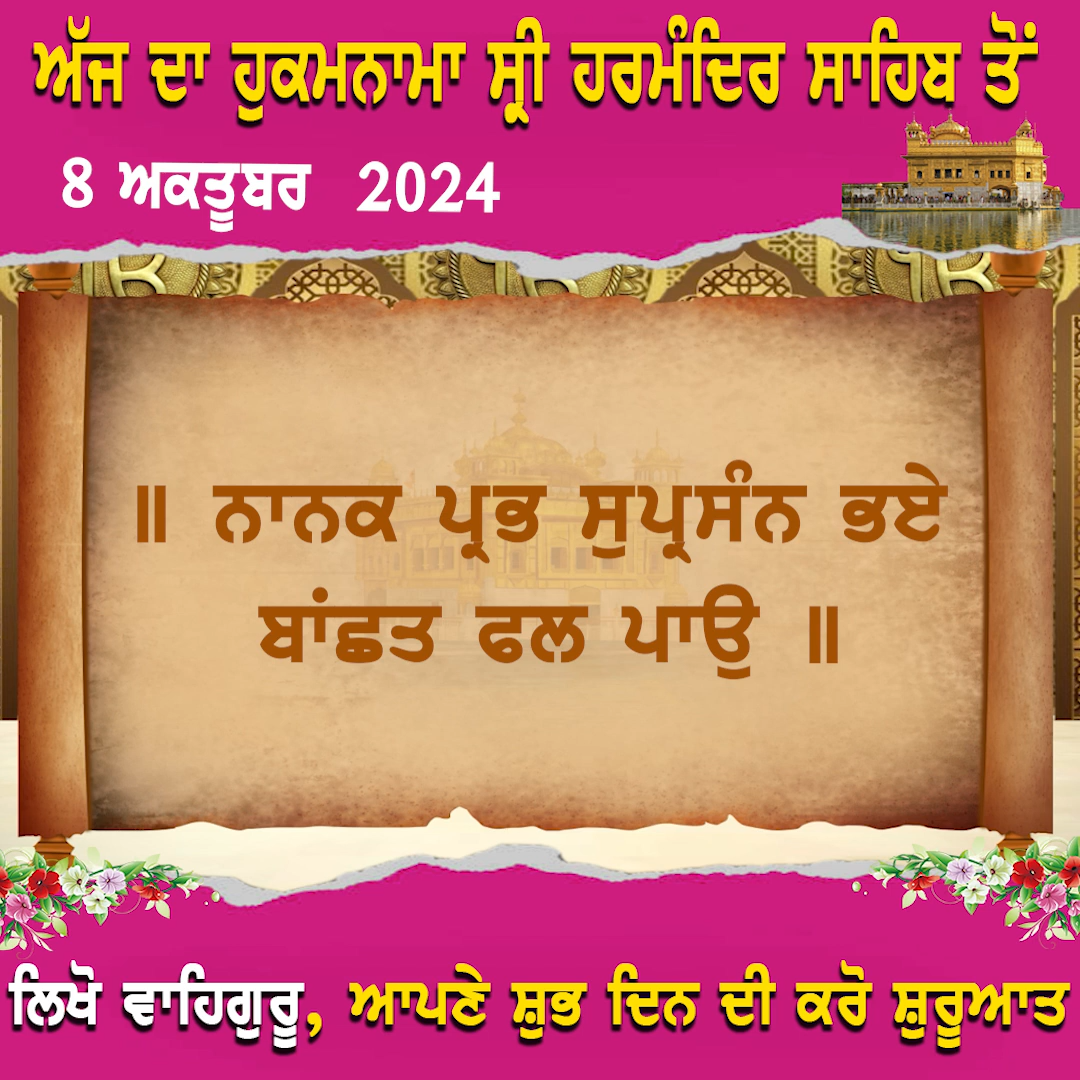 ਅੱਜ ਦਾ ਹੁਕਮਨਾਮਾ ਸ੍ਰੀ ਹਰਮੰਦਿਰ ਸਾਹਿਬ ਤੋਂ
8 ਅਕਤੂਬਰ 2024
॥ ਨਾਨਕ ਪ੍ਰਭ ਸੁਪ੍ਰਸੰਨ ਭਏ
ਬਾਂਛਤ ਫਲ ਪਾਉ ॥
ਲਿਖੋ ਵਾਹਿਗੁਰੂ, ਆਪਣੇ ਸ਼ੁਭ ਦਿਨ ਦੀ ਕਰੋ ਸ਼ੁਰੂਆਤ